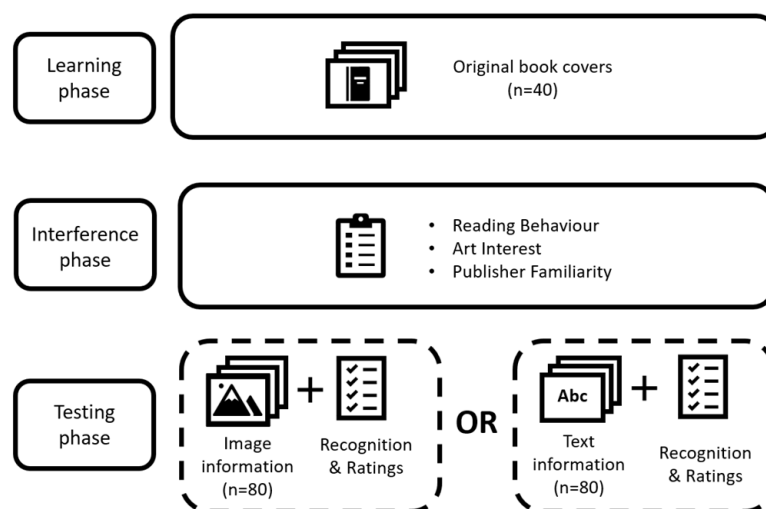 Learning
phase
Original book covers
(n=40)
Interference
phase
• Reading Behaviour
• Art Interest
• Publisher Familiarity
Testing
phase
Image
information
(n=80)
Recognition
& Ratings
OR
Abc
Text
information
(n=80)
Recognition
& Ratings